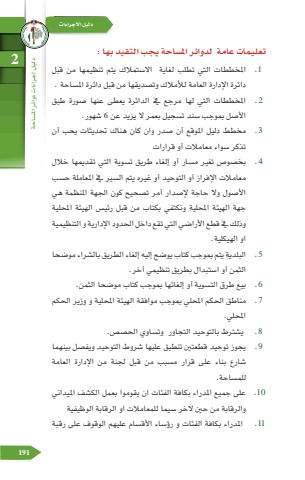 دليل الاجراءات
2
دليل إجراءات دوائر المساحة
تعليمات عامة لدوائر المساحة يجب التقيد بها :
1. المخططات التي تطلب لغاية الاستملاك يتم تنظيمها من قبل
دائرة الإدارة العامة للأملاك وتصديقها من قبل دائرة المساحة .
2. المخططات التي لها مرجع في الدائرة يعطى عنها صورة طبق
الأصل بموجب سند تسجيل بعمر لا يزيد عن 6 شهور.
3. مخطط دليل الموقع أن صدر وان كان هناك تحديثات يجب أن
تذكر سواء معاملات أو قرارات
4. بخصوص تغير مسار أو إلغاء طريق تسوية التي تقديمها خلال
معاملات الإفراز أو التوحيد أو غيره يتم السير في المعاملة حسب
الأصول ولا حاجة لإصدار أمر تصحيح كون الجهة المنظمة هي
جهة الهيئة المحلية ونكتفي بكتاب من قبل رئيس الهيئة المحلية
وذلك في قطع الأراضي التي تقع داخل الحدود الإدارية و التنظيمية
او الهيكلية.
5. البلدية يتم بموجب كتاب يوضح إليه إلغاء الطريق بالشراء موضحا
الثمن أو استبدال بطريق تنظيمي آخر.
6. بيع طرق التسوية أو إلغائها بموجب كتاب موضحا الثمن.
7. مناطق الحكم المحلي بموجب موافقة الهيئة المحلية و وزير الحكم
المحلي.
8. يشترط بالتوحيد التجاور وتساوي الحصص.
9. يجوز توحيد قطعتين تنطبق عليها شروط التوحيد ويفصل بينهما
شارع بناء على قرار مسبب من قبل لجنة من الإدارة العامة
للمساحة.
10. على جميع المدراء بكافة الفئات ان يقوموا بعمل الكشف الميداني
والرقابة من حين لاخر سيما للمعاملات او الرقابة الوظيفية
11. المدراء بكافة الفئات و رؤساء الأقسام عليهم الوقوف على رقبة
191